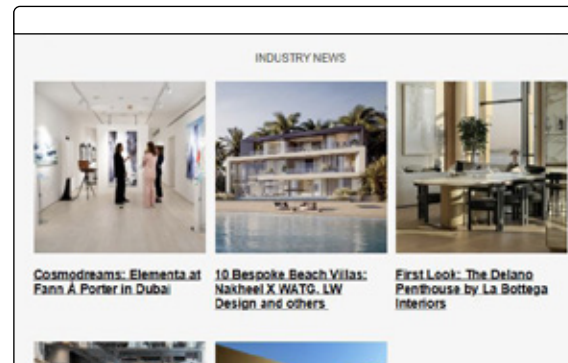 INDUSTRY NEWS
Cosmodreams: Elementa at
Fann À Porter in Dubai
10 Bespoke Beach Villas:
Nakheel X WATG, LW
Design and others
First Look: The Delano
Penthouse by La Bottega
Interiors